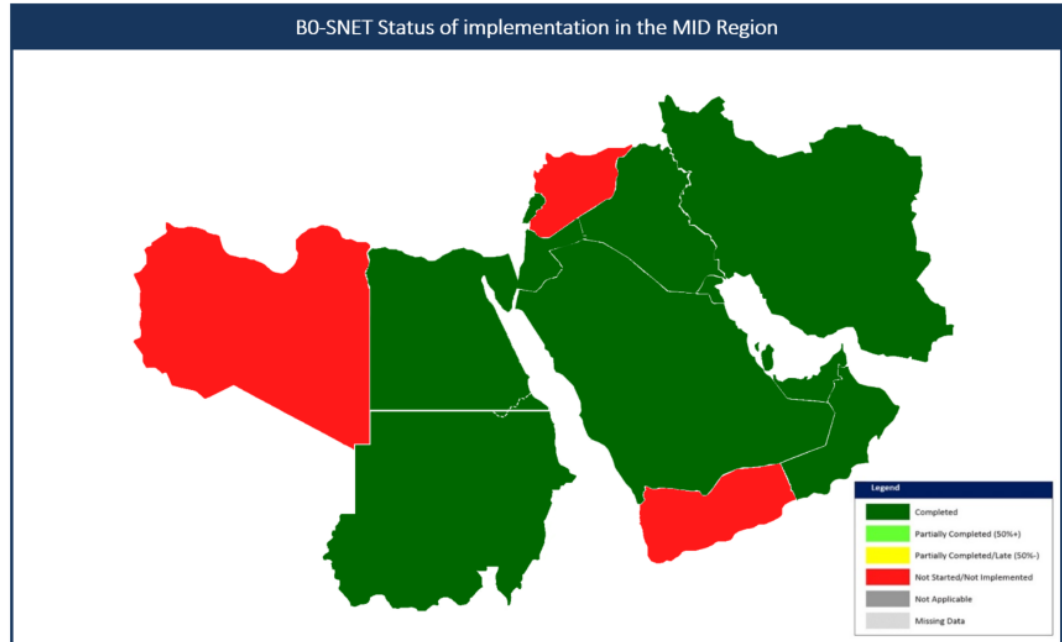 B0-SNET Status of implementation in the MID Region
Legend
Completed
Partially Completed (50%+)
Partially Completed/Late (50%-)
Not Started/Not Implemented
Not Applicable
Missing Data